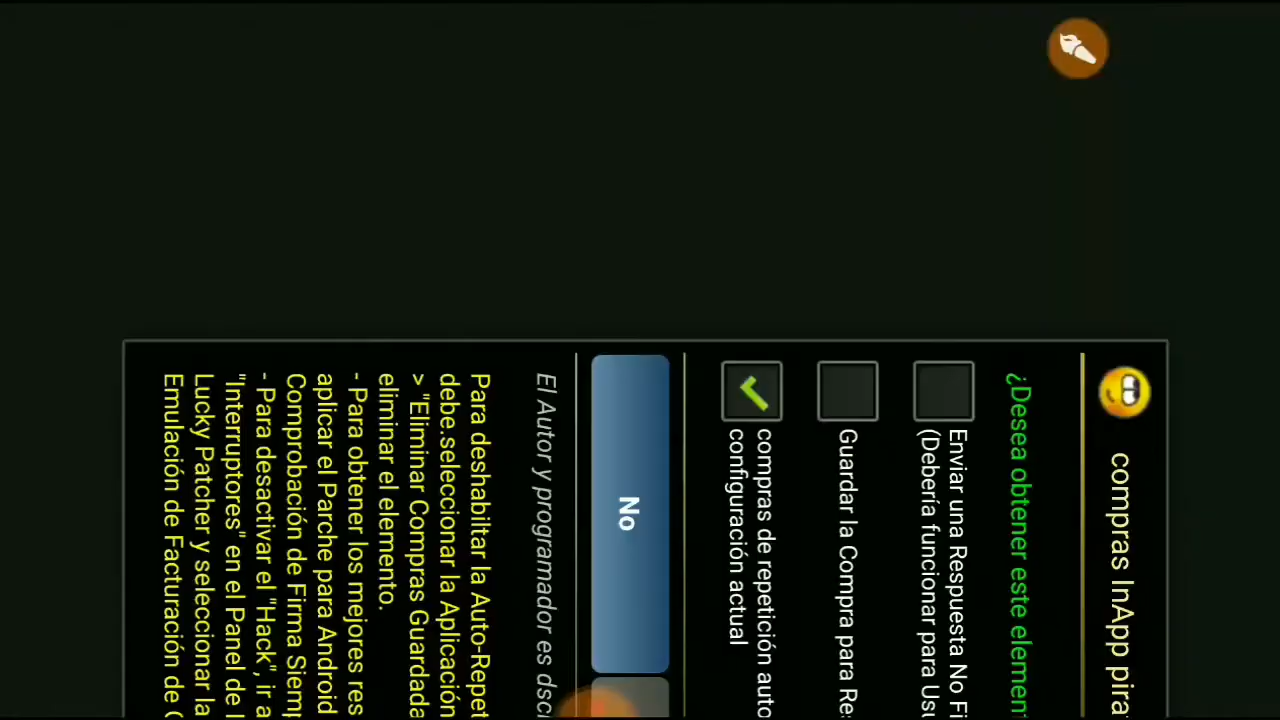 compras InApp pira
¿Desea obtener este elemen
Enviar una Respuesta No Fi
(Debería funcionar para Usu
Guardar la Compra para Re
compras de repetición auto
configuración actual
No
El Autor y programador es dsc
Para deshabiltar la Auto-Repet
debe.seleccionar la Aplicación
> "Eliminar Compras Guardada
eliminar el elemento.
- Para obtener los mejores res
aplicar el Parche para Android
Comprobación de Firma Siemp
- Para desactivar el "Hack", ir a
"Interruptores" en el Panel de
Lucky Patcher y seleccionar la
Emulación de Facturación de